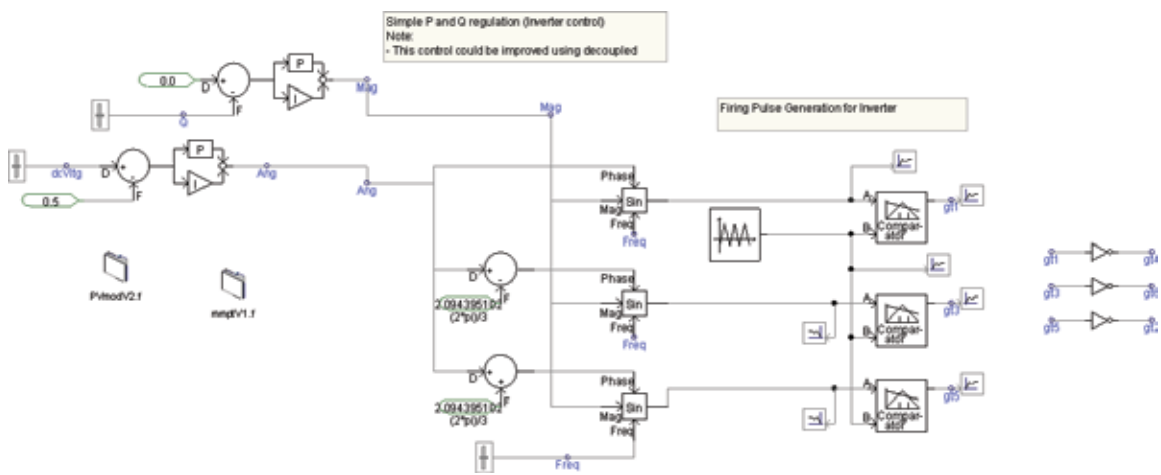 Simple P and Q regulation (Inverter control)
Note:
- This control could be improved using decoupled
0.0
D
+
-
F
P
I
Mag
Q
Mag
Firing Pulse Generation for Inverter
dcVltg
D
+
-
F
0.5
P
I
Ang
Ang
Phase
Sin
Mag
Freq
Freq
A
B
Compar-
ator
gt1
D
+
-
F
2.094395102
(2*pi)/3
Phase
Sin
Mag
Freq
Freq
A
B
Compar-
ator
gt3
D
+
+
F
2.094395102
(2*pi)/3
Phase
Sin
Mag
Freq
Freq
A
B
Compar-
ator
gt5
PVmodV2.f
mmptV1.f
gt1
gt4
gt3
gt6
gt5
gt2